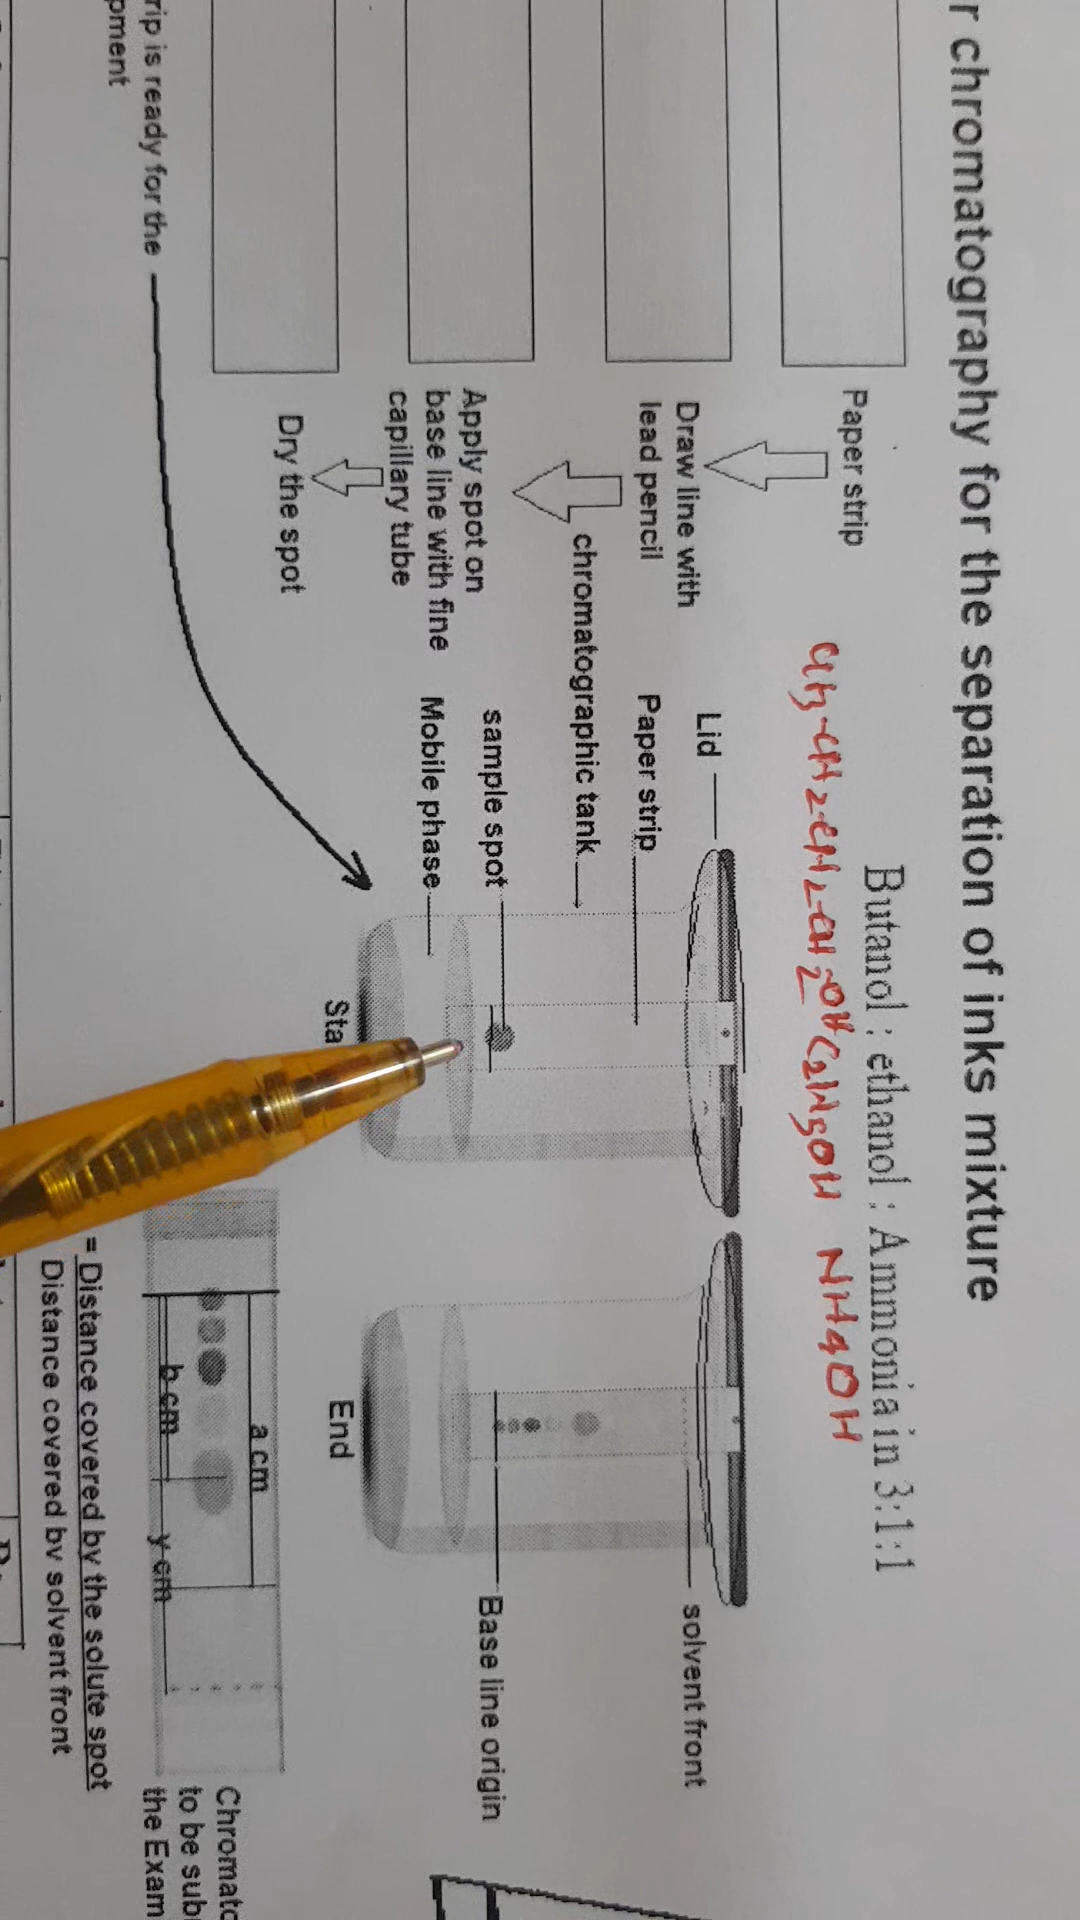 r chromatography for the separation of inks mixture
Butanol : ethanol : Ammonia in 3:1:1
CH3-CH2-CH2-CH2-OH C2H5OH NH4OH
Paper strip
Draw line with
lead pencil
Apply spot on
base line with fine
capillary tube
Dry the spot
rip is ready for the
pment
Lid
Paper strip
chromatographic tank
sample spot
Mobile phase
Sta
End
solvent front
Base line origin
a cm
b cm
y cm
= Distance covered by the solute spot
Distance covered by solvent front
Chromato
to be sub
the Exam